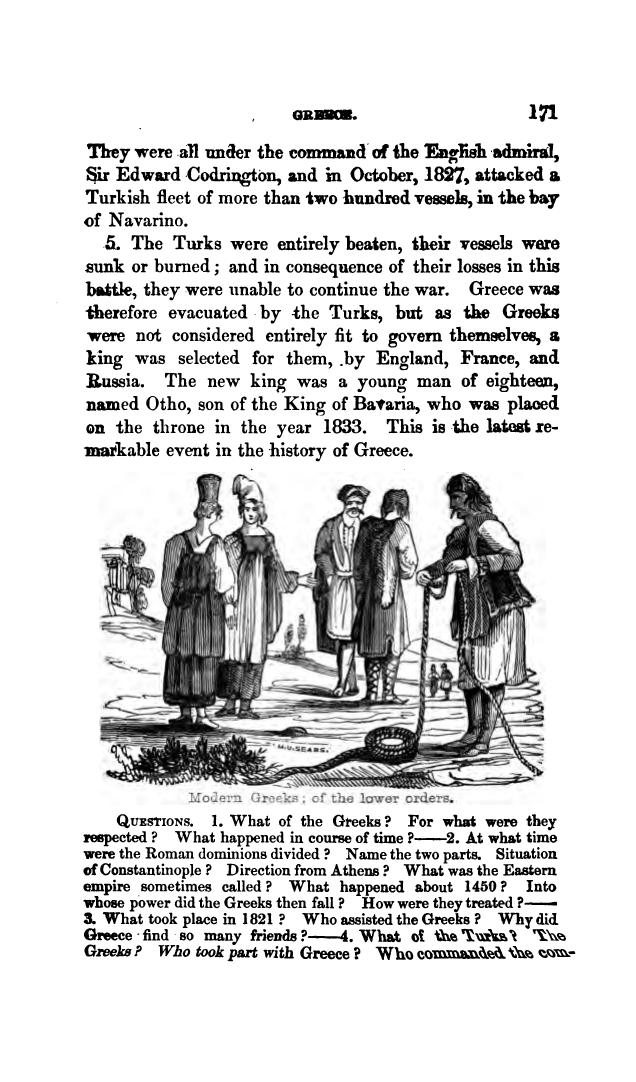 GREECE. 171
They were all under the command of the English admiral,
Sir Edward Codrington, and in October, 1827, attacked a
Turkish fleet of more than two hundred vessels, in the bay
of Navarino.
5. The Turks were entirely beaten, their vessels were
sunk or burned ; and in consequence of their losses in this
battle, they were unable to continue the war. Greece was
therefore evacuated by the Turks, but as the Greeks
were not considered entirely fit to govern themselves, a
king was selected for them, by England, France, and
Russia. The new king was a young man of eighteen,
named Otho, son of the King of Bavaria, who was placed
on the throne in the year 1833. This is the latest re-
markable event in the history of Greece.
H.U.SEARS.
Modern Greeks; of the lower orders.
QUESTIONS. 1. What of the Greeks ? For what were they
respected ? What happened in course of time ?——2. At what time
were the Roman dominions divided ? Name the two parts. Situation
of Constantinople ? Direction from Athens ? What was the Eastern
empire sometimes called ? What happened about 1450 ? Into
whose power did the Greeks then fall ? How were they treated ?——
3. What took place in 1821 ? Who assisted the Greeks ? Why did
Greece find so many friends ?——4. What of the Turks ? The
Greeks ? Who took part with Greece ? Who commanded the com-